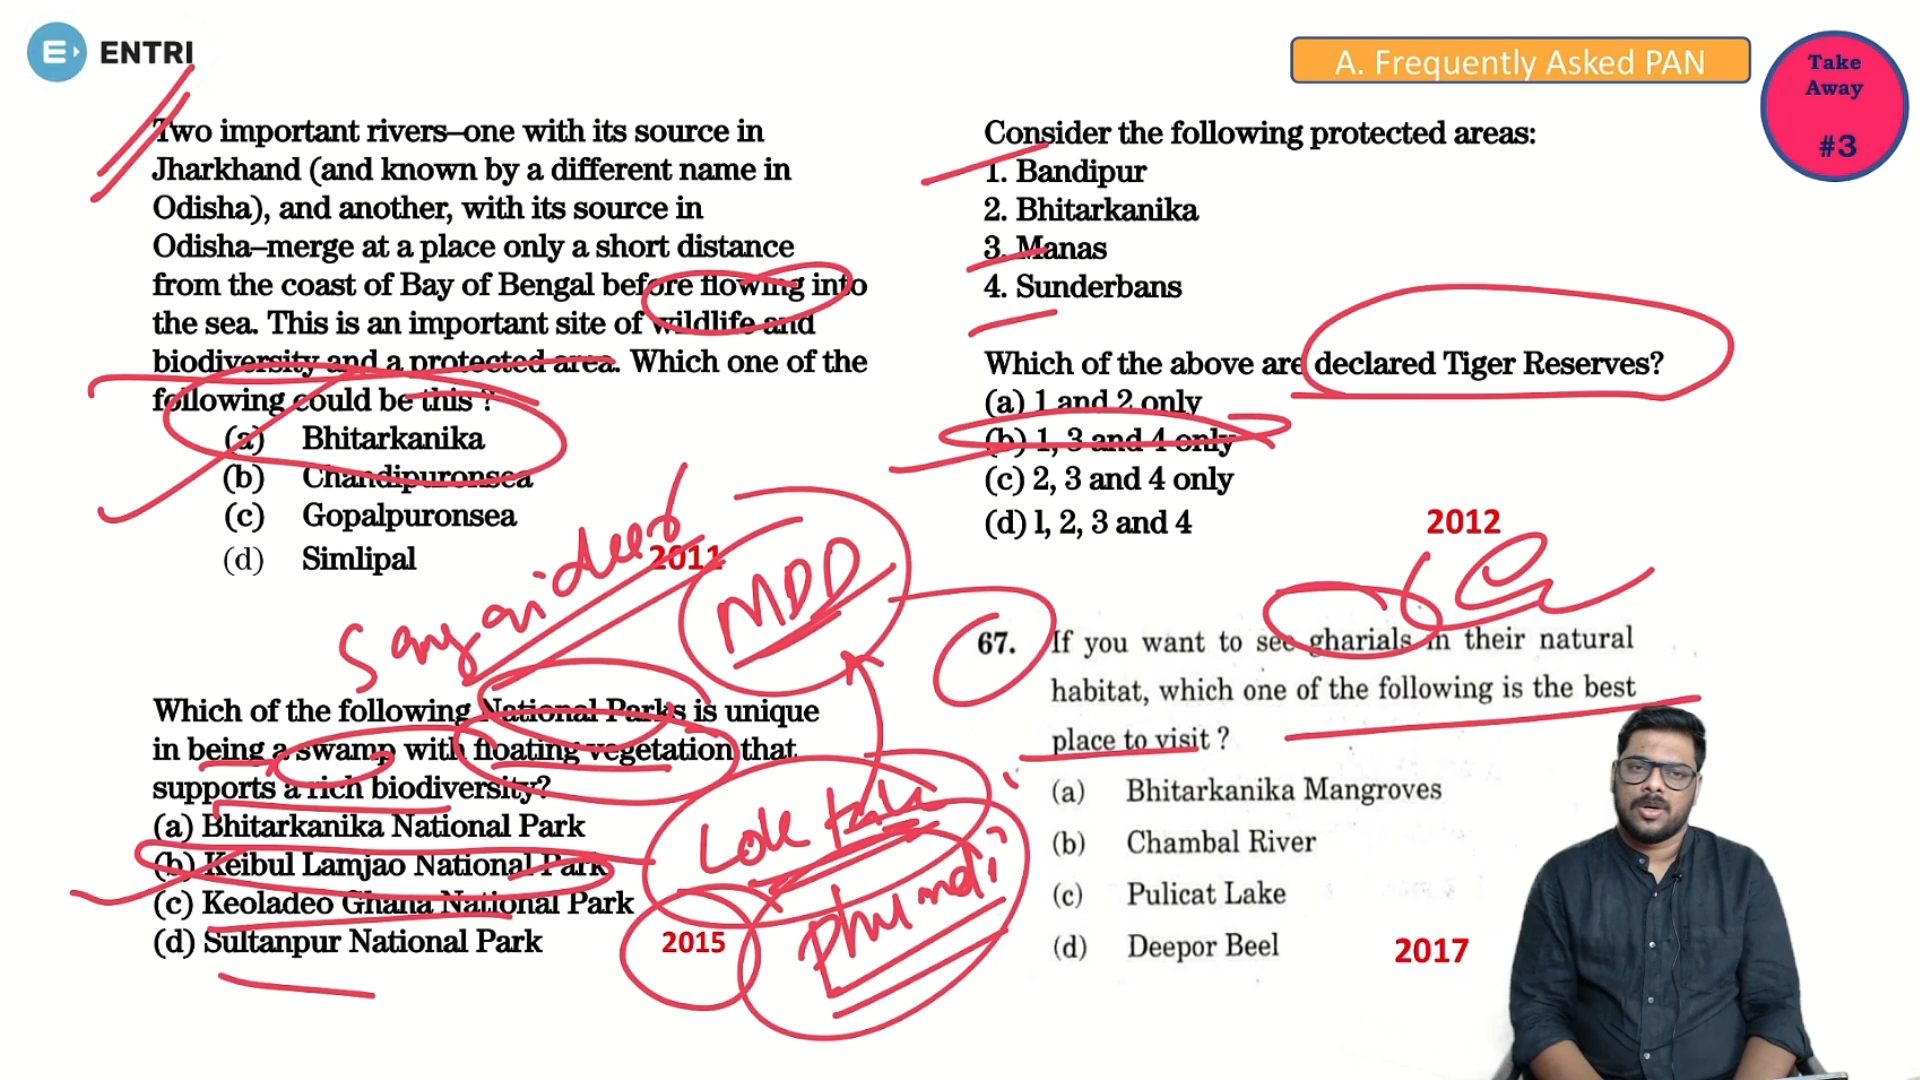 ENTRI
A. Frequently Asked PAN
Take
Away
#3
Two important rivers–one with its source in
Jharkhand (and known by a different name in
Odisha), and another, with its source in
Odisha–merge at a place only a short distance
from the coast of Bay of Bengal before flowing into
the sea. This is an important site of wildlife and
biodiversity and a protected area. Which one of the
following could be this ?
(a) Bhitarkanika
(b) Chandipuronsea
(c) Gopalpuronsea
(d) Simlipal
2011
Sangai deer
MDD
Which of the following National Parks is unique
in being a swamp with floating vegetation that
supports a rich biodiversity?
(a) Bhitarkanika National Park
(b) Keibul Lamjao National Park
(c) Keoladeo Ghana National Park
(d) Sultanpur National Park
2015
Loktak
phumdi
Consider the following protected areas:
1. Bandipur
2. Bhitarkanika
3. Manas
4. Sunderbans
Which of the above are declared Tiger Reserves?
(a) 1 and 2 only
(b) 1, 3 and 4 only
(c) 2, 3 and 4 only
(d) 1, 2, 3 and 4
2012
67. If you want to see gharials in their natural
habitat, which one of the following is the best
place to visit ?
(a) Bhitarkanika Mangroves
(b) Chambal River
(c) Pulicat Lake
(d) Deepor Beel
2017